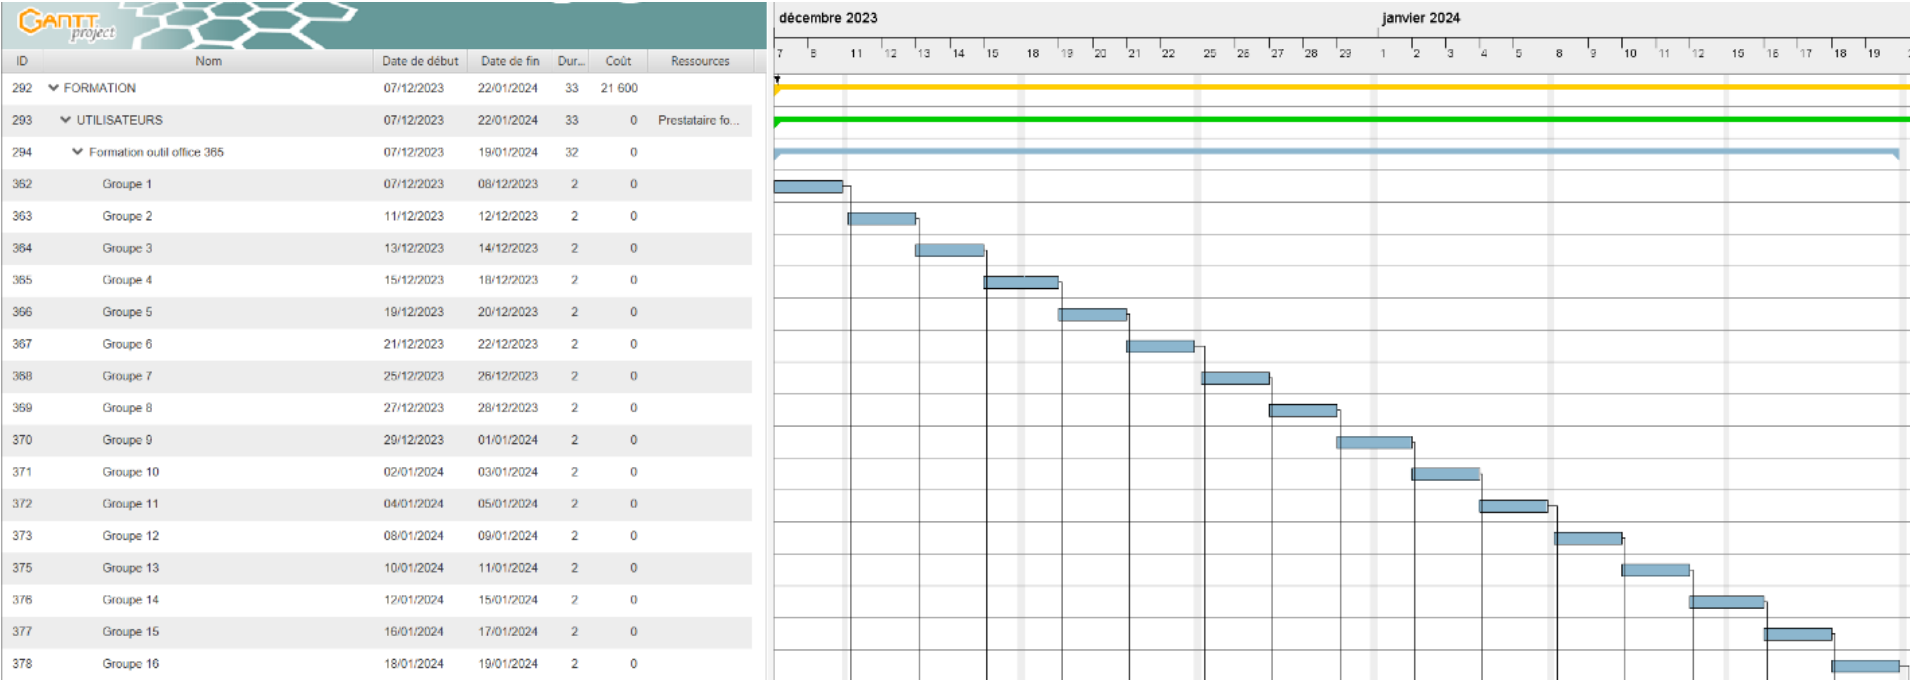 GANTT
project
décembre 2023 janvier 2024
7 8 11 12 13 14 15 18 19 20 21 22 25 26 27 28 29 1 2 3 4 5 8 9 10 11 12 15 16 17 18 19
ID Nom Date de début Date de fin Dur... Coût Ressources
292 FORMATION 07/12/2023 22/01/2024 33 21 600
293 UTILISATEURS 07/12/2023 22/01/2024 33 0 Prestataire fo...
294 Formation outil office 365 07/12/2023 19/01/2024 32 0
362 Groupe 1 07/12/2023 08/12/2023 2 0
363 Groupe 2 11/12/2023 12/12/2023 2 0
364 Groupe 3 13/12/2023 14/12/2023 2 0
365 Groupe 4 15/12/2023 18/12/2023 2 0
366 Groupe 5 19/12/2023 20/12/2023 2 0
367 Groupe 6 21/12/2023 22/12/2023 2 0
368 Groupe 7 25/12/2023 26/12/2023 2 0
369 Groupe 8 27/12/2023 28/12/2023 2 0
370 Groupe 9 29/12/2023 01/01/2024 2 0
371 Groupe 10 02/01/2024 03/01/2024 2 0
372 Groupe 11 04/01/2024 05/01/2024 2 0
373 Groupe 12 08/01/2024 09/01/2024 2 0
375 Groupe 13 10/01/2024 11/01/2024 2 0
376 Groupe 14 12/01/2024 15/01/2024 2 0
377 Groupe 15 16/01/2024 17/01/2024 2 0
378 Groupe 16 18/01/2024 19/01/2024 2 0